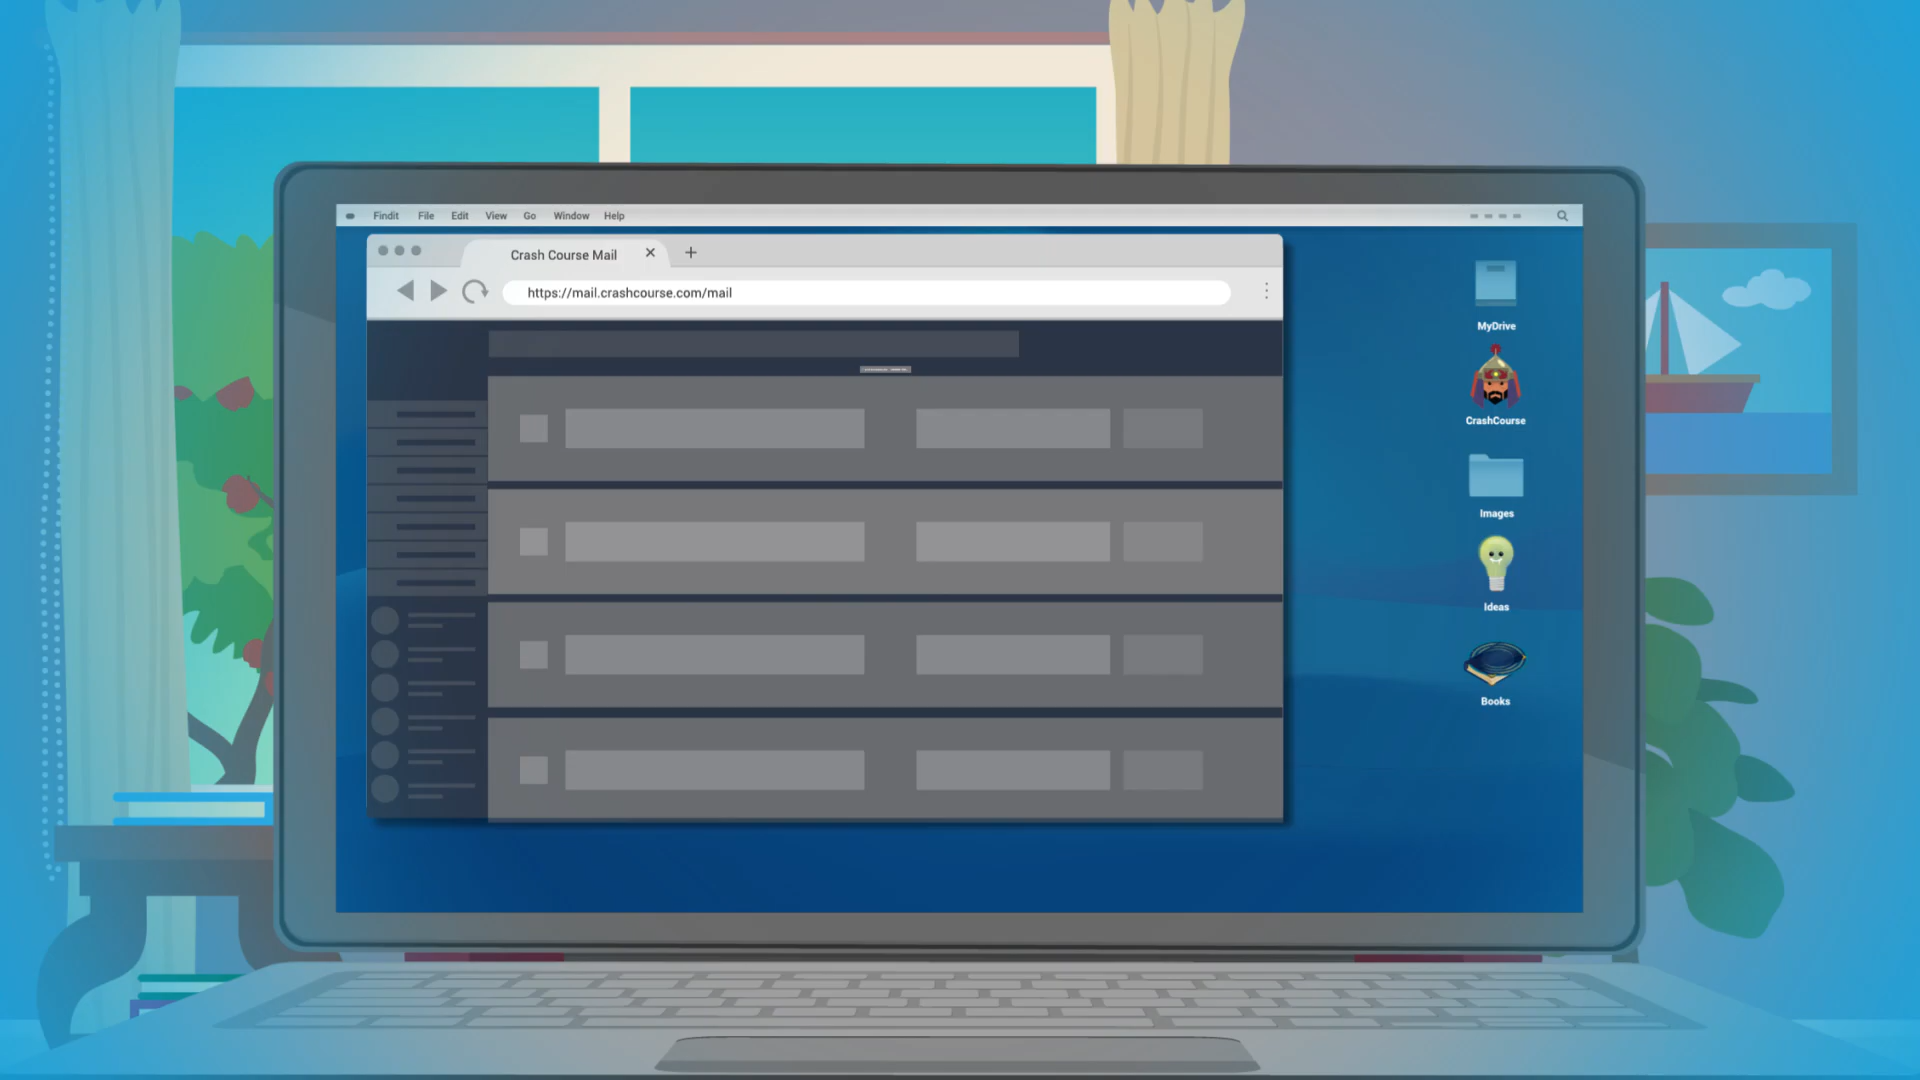 Findit File Edit View Go Window Help
Crash Course Mail
https://mail.crashcourse.com/mail
MyDrive
CrashCourse
Images
Ideas
Books